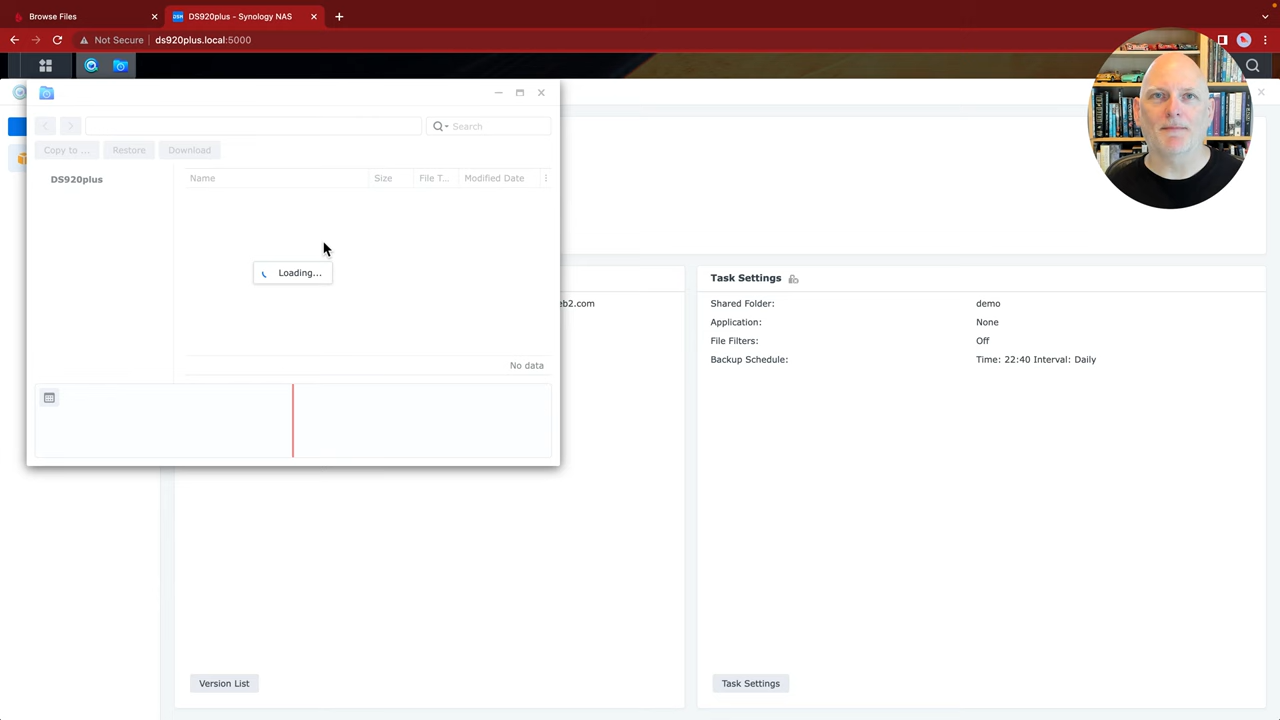 Browse Files
DSM DS920plus - Synology NAS
Not Secure ds920plus.local:5000
Search
Copy to ... Restore Download
DS920plus
Name Size File T... Modified Date
Loading...
No data
eb2.com
Task Settings
Shared Folder: demo
Application: None
File Filters: Off
Backup Schedule: Time: 22:40 Interval: Daily
Version List
Task Settings